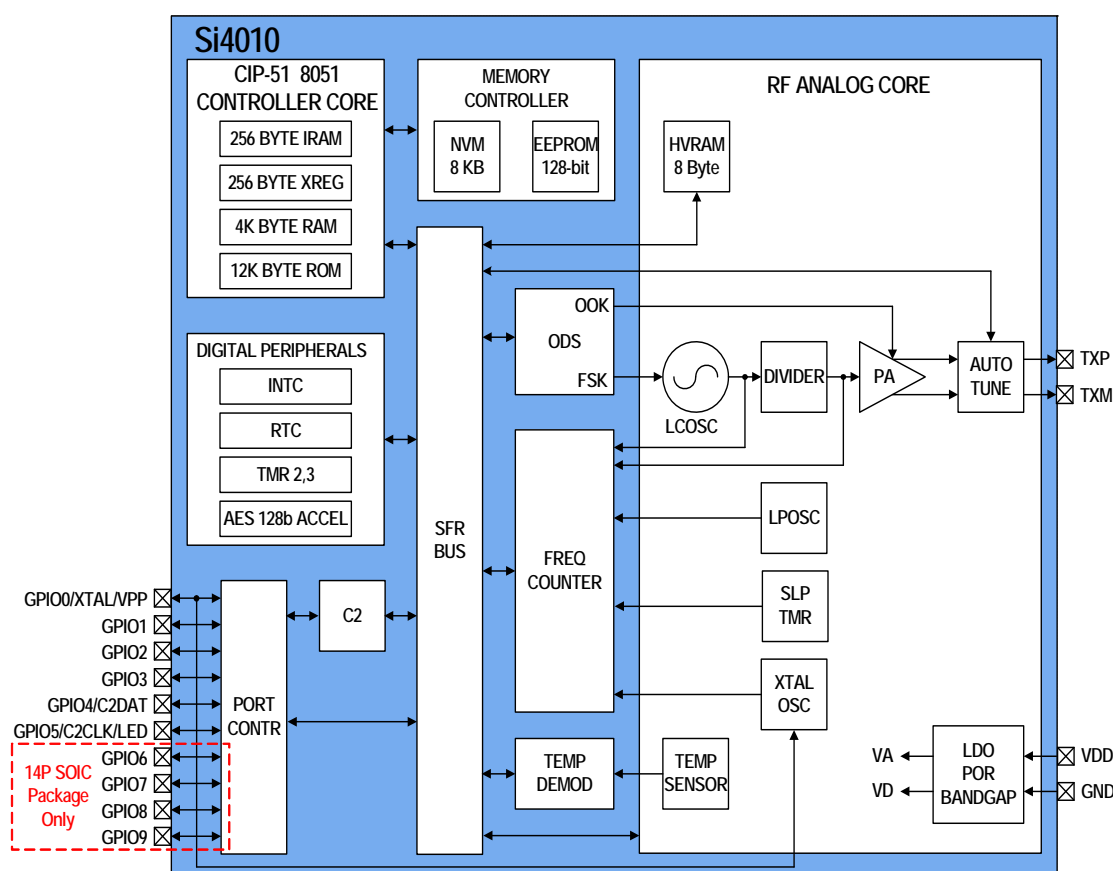 Si4010
CIP-51 8051
CONTROLLER CORE
256 BYTE IRAM
256 BYTE XREG
4K BYTE RAM
12K BYTE ROM
MEMORY
CONTROLLER
NVM
8 KB
EEPROM
128-bit
RF ANALOG CORE
HVRAM
8 Byte
DIGITAL PERIPHERALS
INTC
RTC
TMR 2,3
AES 128b ACCEL
SFR
BUS
OOK
ODS
FSK
LCOSC
DIVIDER
PA
AUTO
TUNE
TXP
TXM
FREQ
COUNTER
LPOSC
SLP
TMR
XTAL
OSC
GPIO0/XTAL/VPP
GPIO1
GPIO2
GPIO3
GPIO4/C2DAT
GPIO5/C2CLK/LED
GPIO6
GPIO7
GPIO8
GPIO9
14P SOIC
Package
Only
PORT
CONTR
C2
TEMP
DEMOD
TEMP
SENSOR
VA
VD
LDO
POR
BANDGAP
VDD
GND